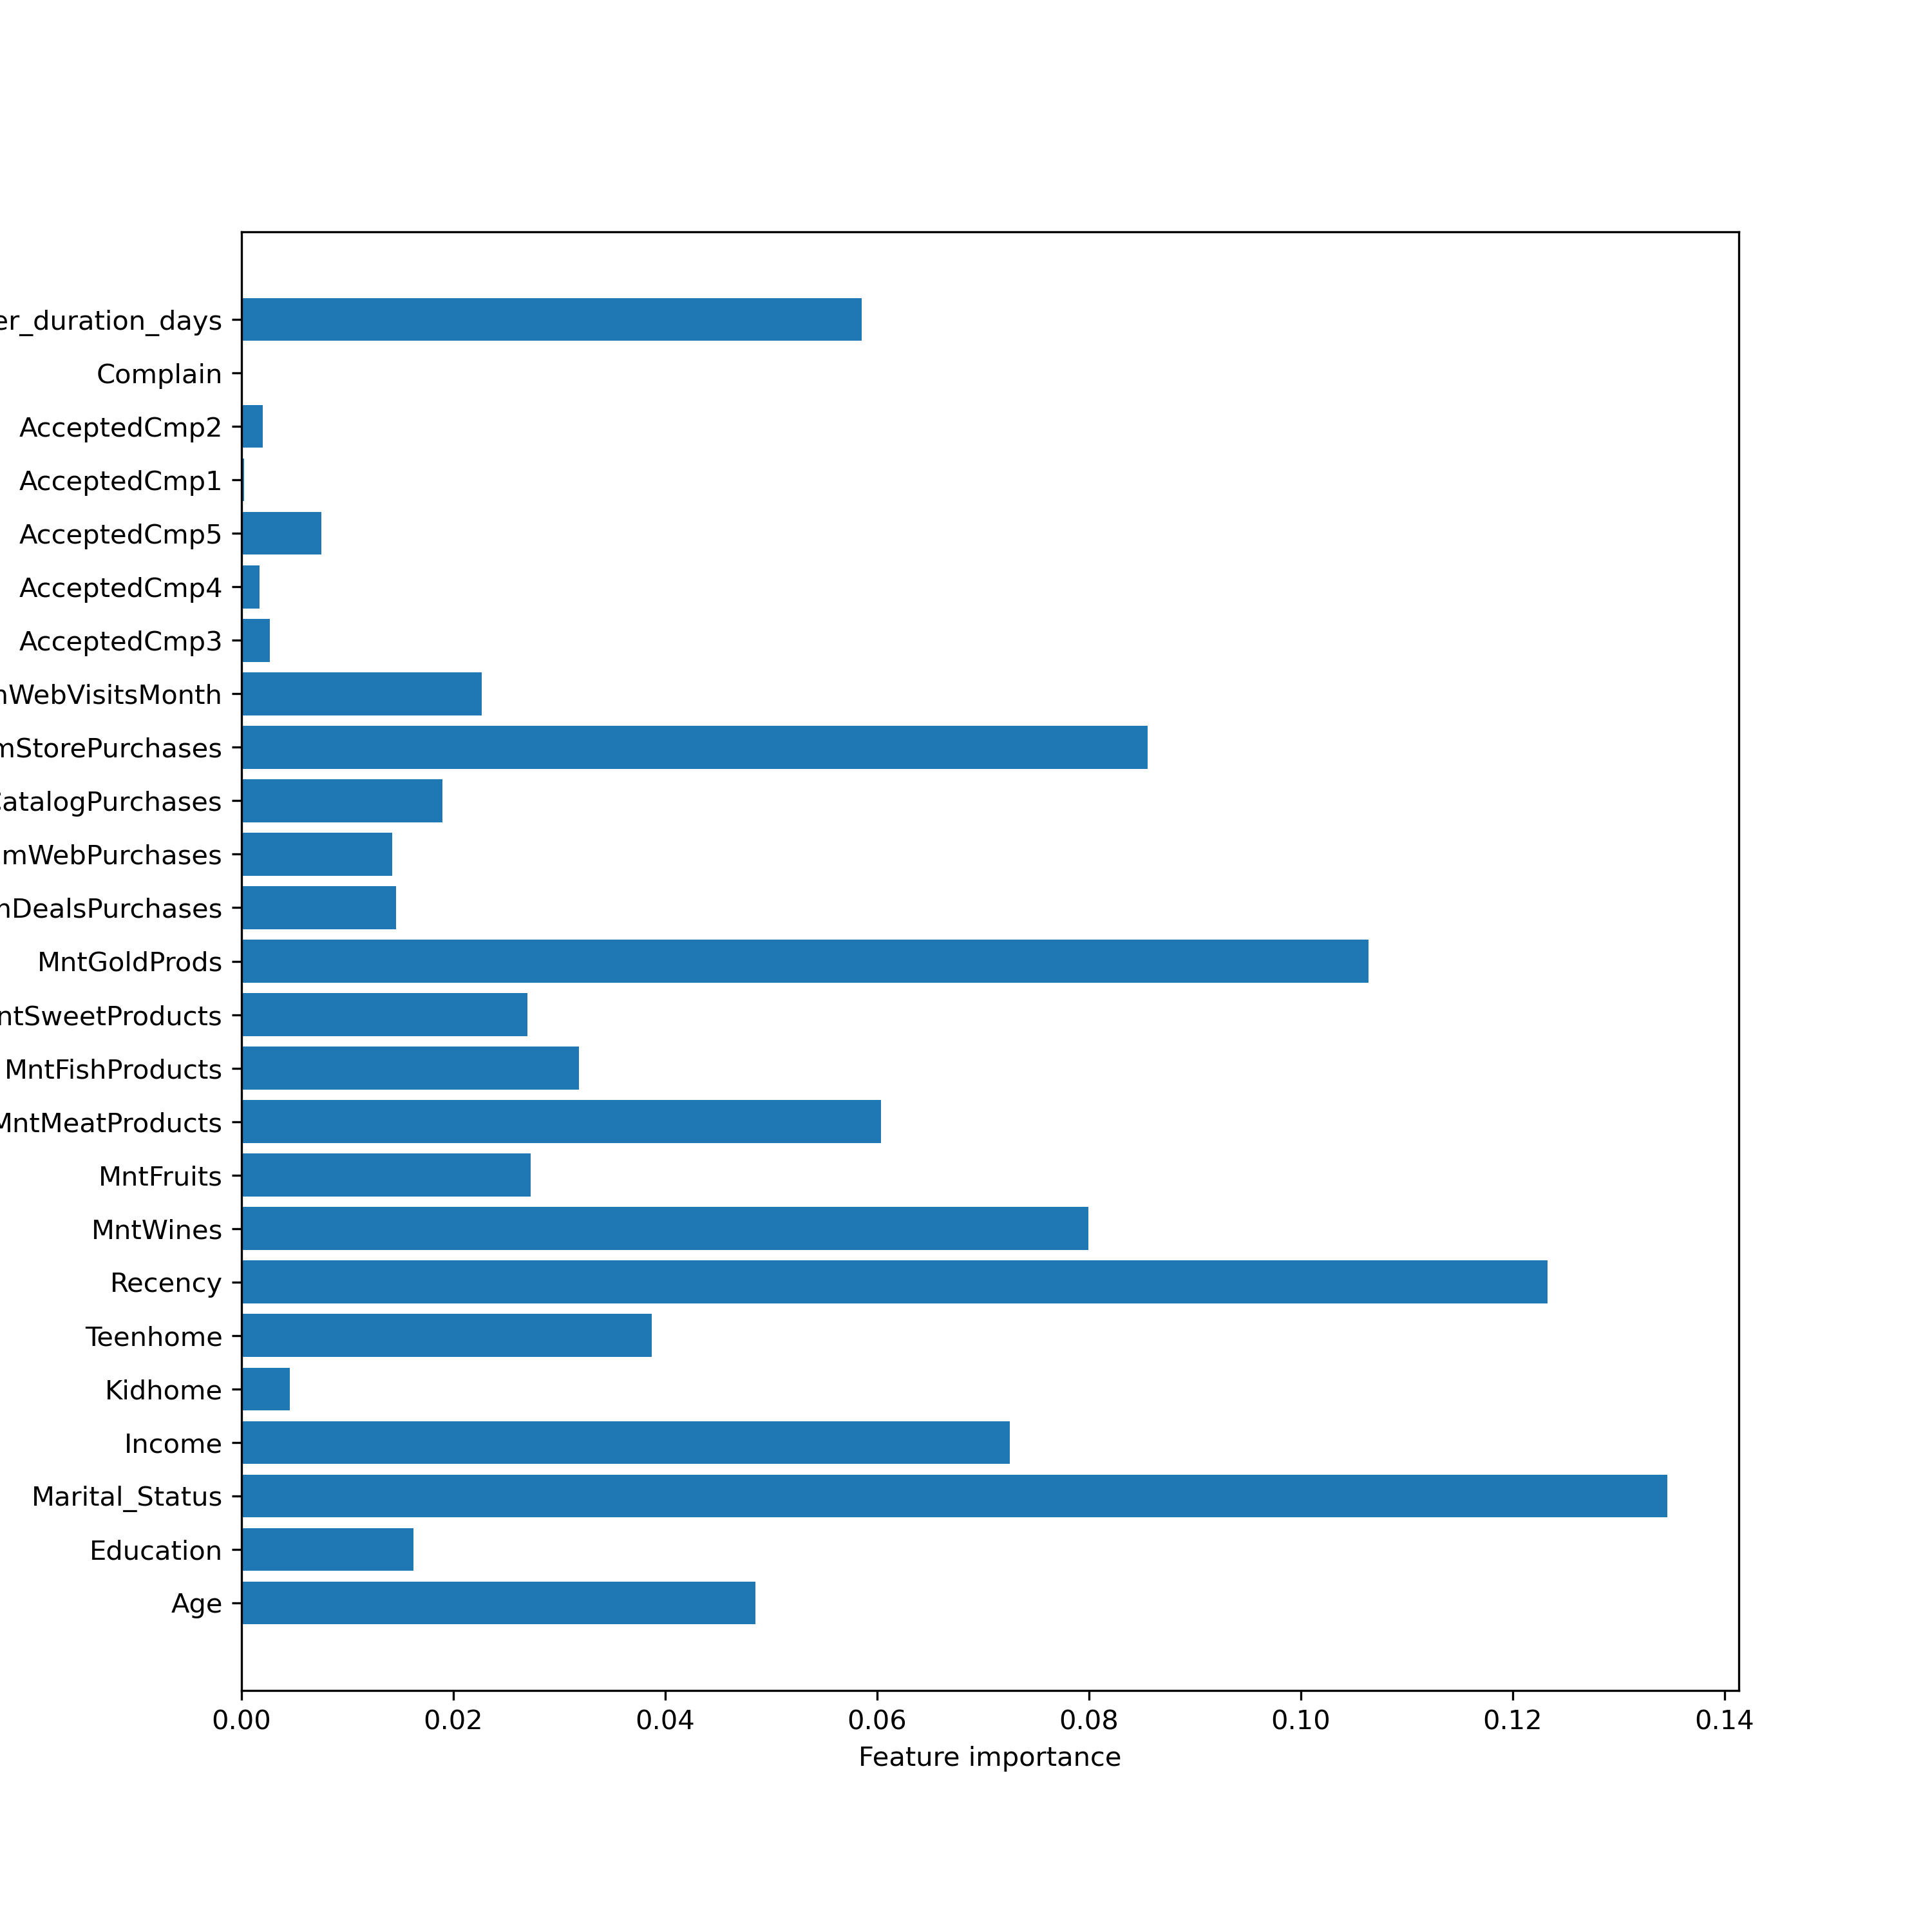 er_duration_days
Complain
AcceptedCmp2
AcceptedCmp1
AcceptedCmp5
AcceptedCmp4
AcceptedCmp3
WebVisitsMonth
mStorePurchases
atalogPurchases
mWebPurchases
DealsPurchases
MntGoldProds
ntSweetProducts
MntFishProducts
MntMeatProducts
MntFruits
MntWines
Recency
Teenhome
Kidhome
Income
Marital_Status
Education
Age
0.00 0.02 0.04 0.06 0.08 0.10 0.12 0.14
Feature importance